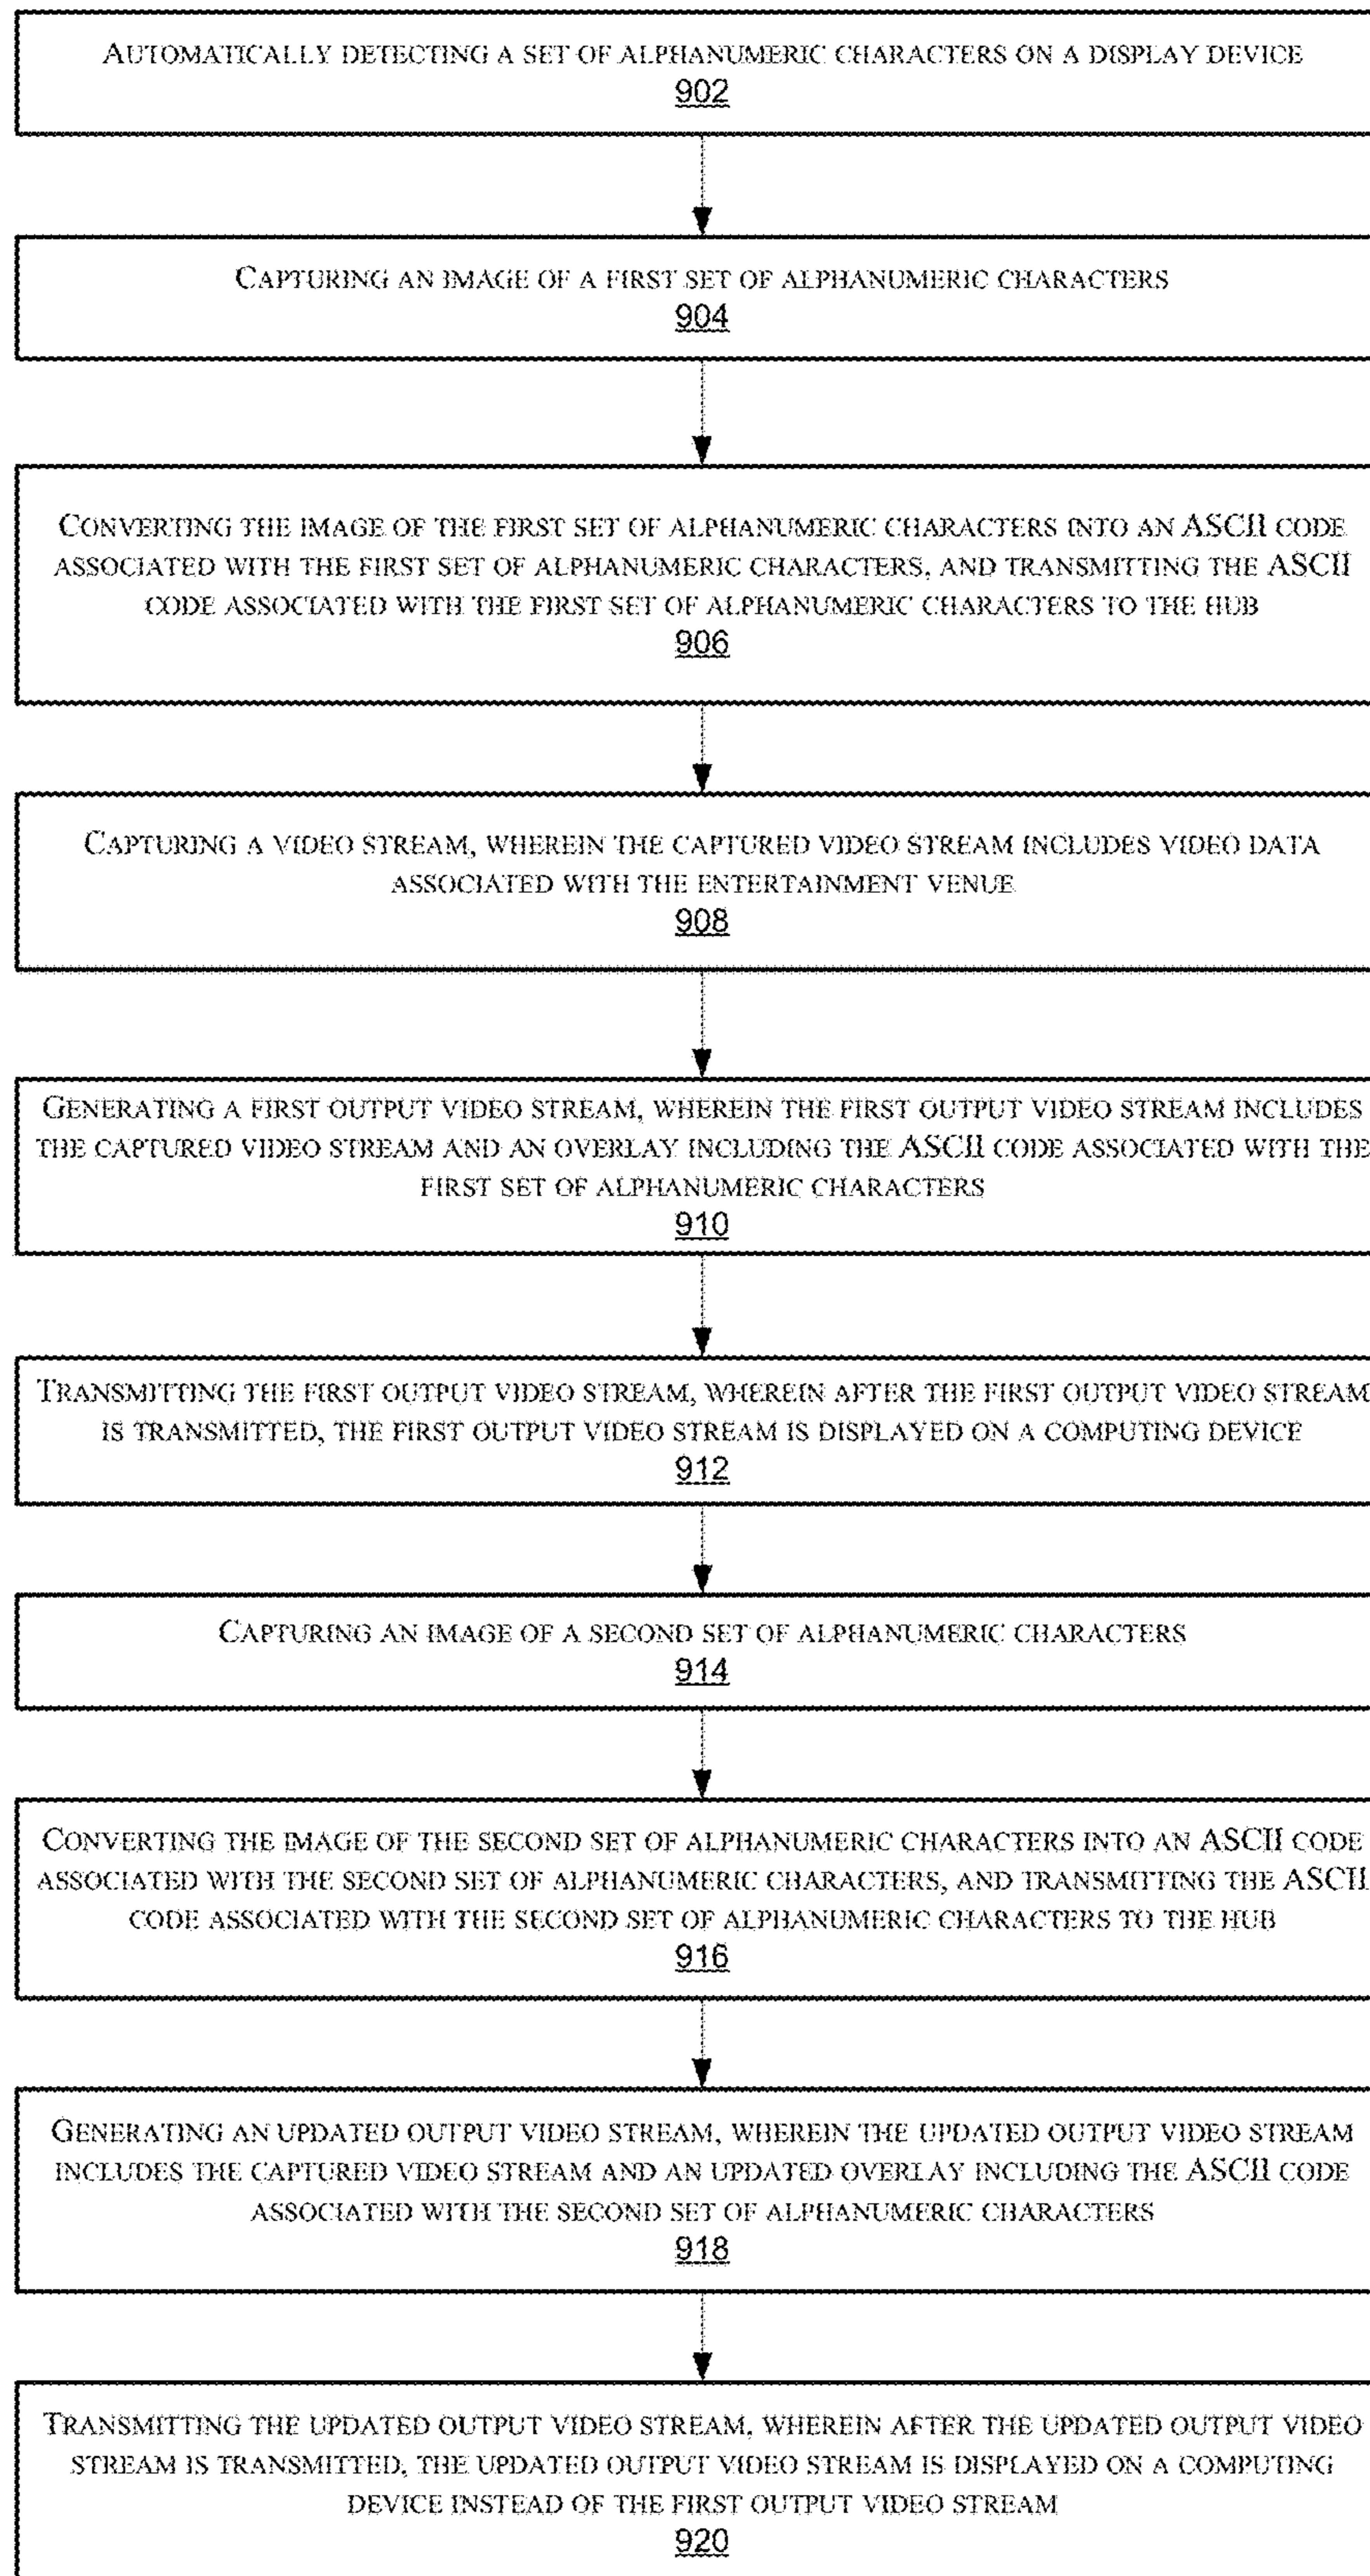 AUTOMATICALLY DETECTING A SET OF ALPHANUMERIC CHARACTERS ON A DISPLAY DEVICE
902
CAPTURING AN IMAGE OF A FIRST SET OF ALPHANUMERIC CHARACTERS
904
CONVERTING THE IMAGE OF THE FIRST SET OF ALPHANUMERIC CHARACTERS INTO AN ASCII CODE
ASSOCIATED WITH THE FIRST SET OF ALPHANUMERIC CHARACTERS, AND TRANSMITTING THE ASCII
CODE ASSOCIATED WITH THE FIRST SET OF ALPHANUMERIC CHARACTERS TO THE HUB
906
CAPTURING A VIDEO STREAM, WHEREIN THE CAPTURED VIDEO STREAM INCLUDES VIDEO DATA
ASSOCIATED WITH THE ENTERTAINMENT VENUE
908
GENERATING A FIRST OUTPUT VIDEO STREAM, WHEREIN THE FIRST OUTPUT VIDEO STREAM INCLUDES
THE CAPTURED VIDEO STREAM AND AN OVERLAY INCLUDING THE ASCII CODE ASSOCIATED WITH THE
FIRST SET OF ALPHANUMERIC CHARACTERS
910
TRANSMITTING THE FIRST OUTPUT VIDEO STREAM, WHEREIN AFTER THE FIRST OUTPUT VIDEO STREAM
IS TRANSMITTED, THE FIRST OUTPUT VIDEO STREAM IS DISPLAYED ON A COMPUTING DEVICE
912
CAPTURING AN IMAGE OF A SECOND SET OF ALPHANUMERIC CHARACTERS
914
CONVERTING THE IMAGE OF THE SECOND SET OF ALPHANUMERIC CHARACTERS INTO AN ASCII CODE
ASSOCIATED WITH THE SECOND SET OF ALPHANUMERIC CHARACTERS, AND TRANSMITTING THE ASCII
CODE ASSOCIATED WITH THE SECOND SET OF ALPHANUMERIC CHARACTERS TO THE HUB
916
GENERATING AN UPDATED OUTPUT VIDEO STREAM, WHEREIN THE UPDATED OUTPUT VIDEO STREAM
INCLUDES THE CAPTURED VIDEO STREAM AND AN UPDATED OVERLAY INCLUDING THE ASCII CODE
ASSOCIATED WITH THE SECOND SET OF ALPHANUMERIC CHARACTERS
918
TRANSMITTING THE UPDATED OUTPUT VIDEO STREAM, WHEREIN AFTER THE UPDATED OUTPUT VIDEO
STREAM IS TRANSMITTED, THE UPDATED OUTPUT VIDEO STREAM IS DISPLAYED ON A COMPUTING
DEVICE INSTEAD OF THE FIRST OUTPUT VIDEO STREAM
920